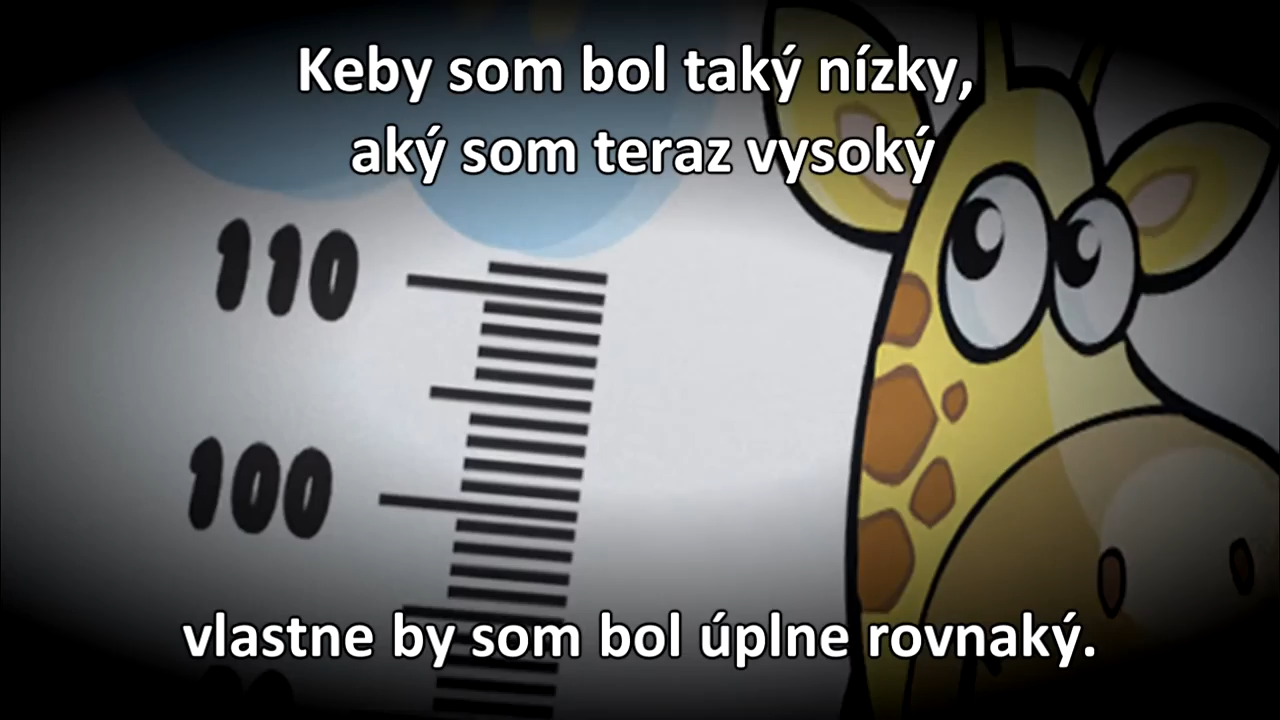 Keby som bol taký nízky,
aký som teraz vysoký
110
100
vlastne by som bol úplne rovnaký.